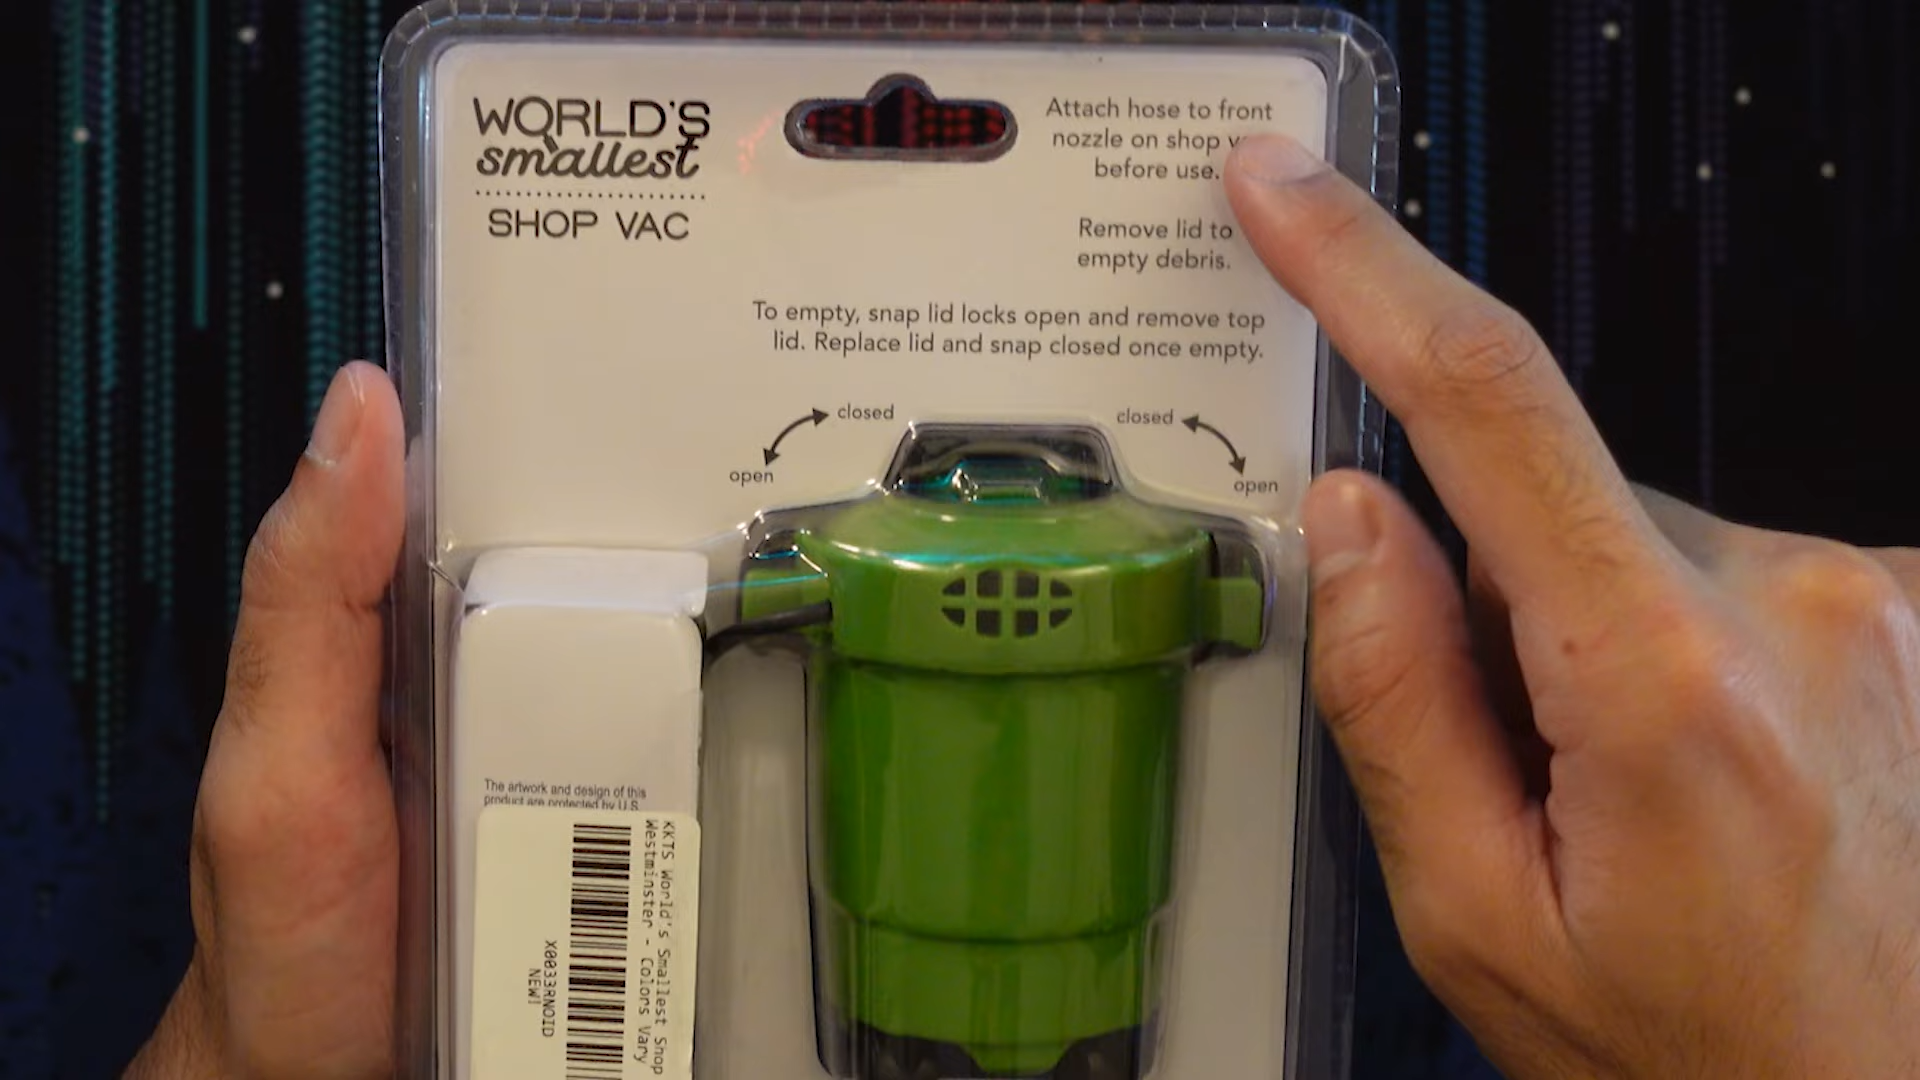 WORLD'S
smallest
SHOP VAC
Attach hose to front
nozzle on shop
before use.
Remove lid to
empty debris.
To empty, snap lid locks open and remove top
lid. Replace lid and snap closed once empty.
closed
open
closed
open
The artwork and design of this
product are protected by U.S.
KKTS World's Smallest Shop
Westminster - Colors Vary
X0033RNOID
NEW!